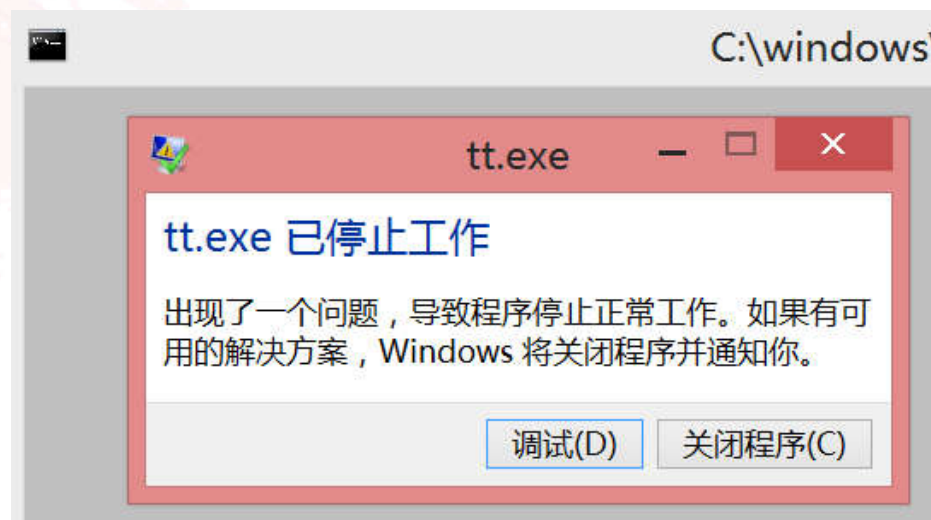 C:\windows\
tt.exe
tt.exe 已停止工作
出现了一个问题，导致程序停止正常工作。如果有可
用的解决方案，Windows 将关闭程序并通知你。
调试(D) 关闭程序(C)